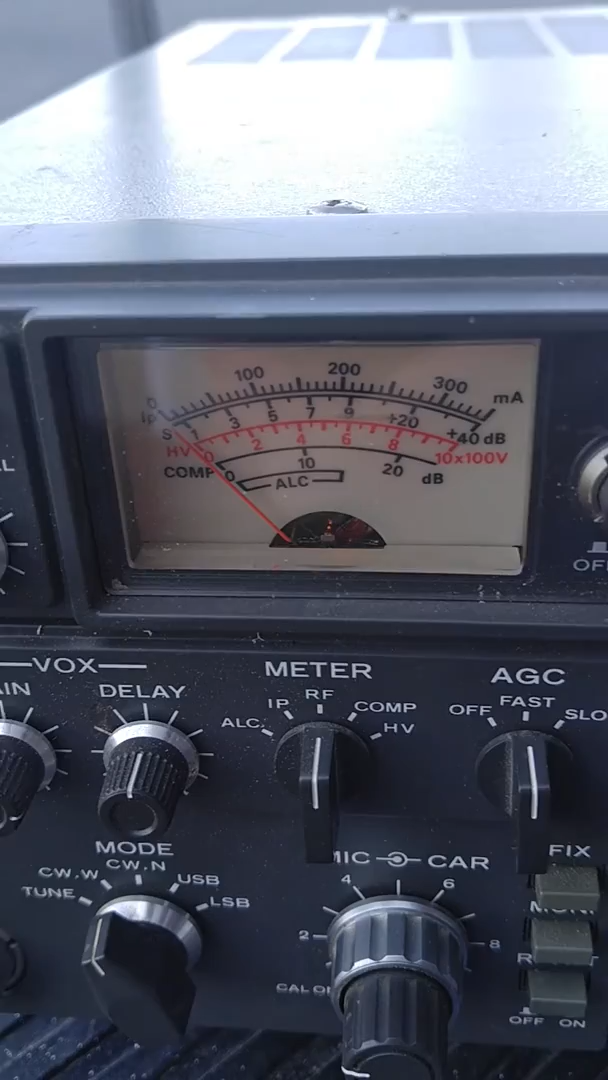 0 100 200 300 mA
Ip
S 1 3 5 7 9 +20 +40 dB
HV 0 2 4 6 8 10x100V
COMP 0 10 20 dB
ALC
VOX
DELAY
METER
ALC IP RF COMP HV
AGC
OFF FAST
MODE
TUNE CW.W CW.N USB LSB
MIC CAR
2 4 6 8
FIX
OFF ON